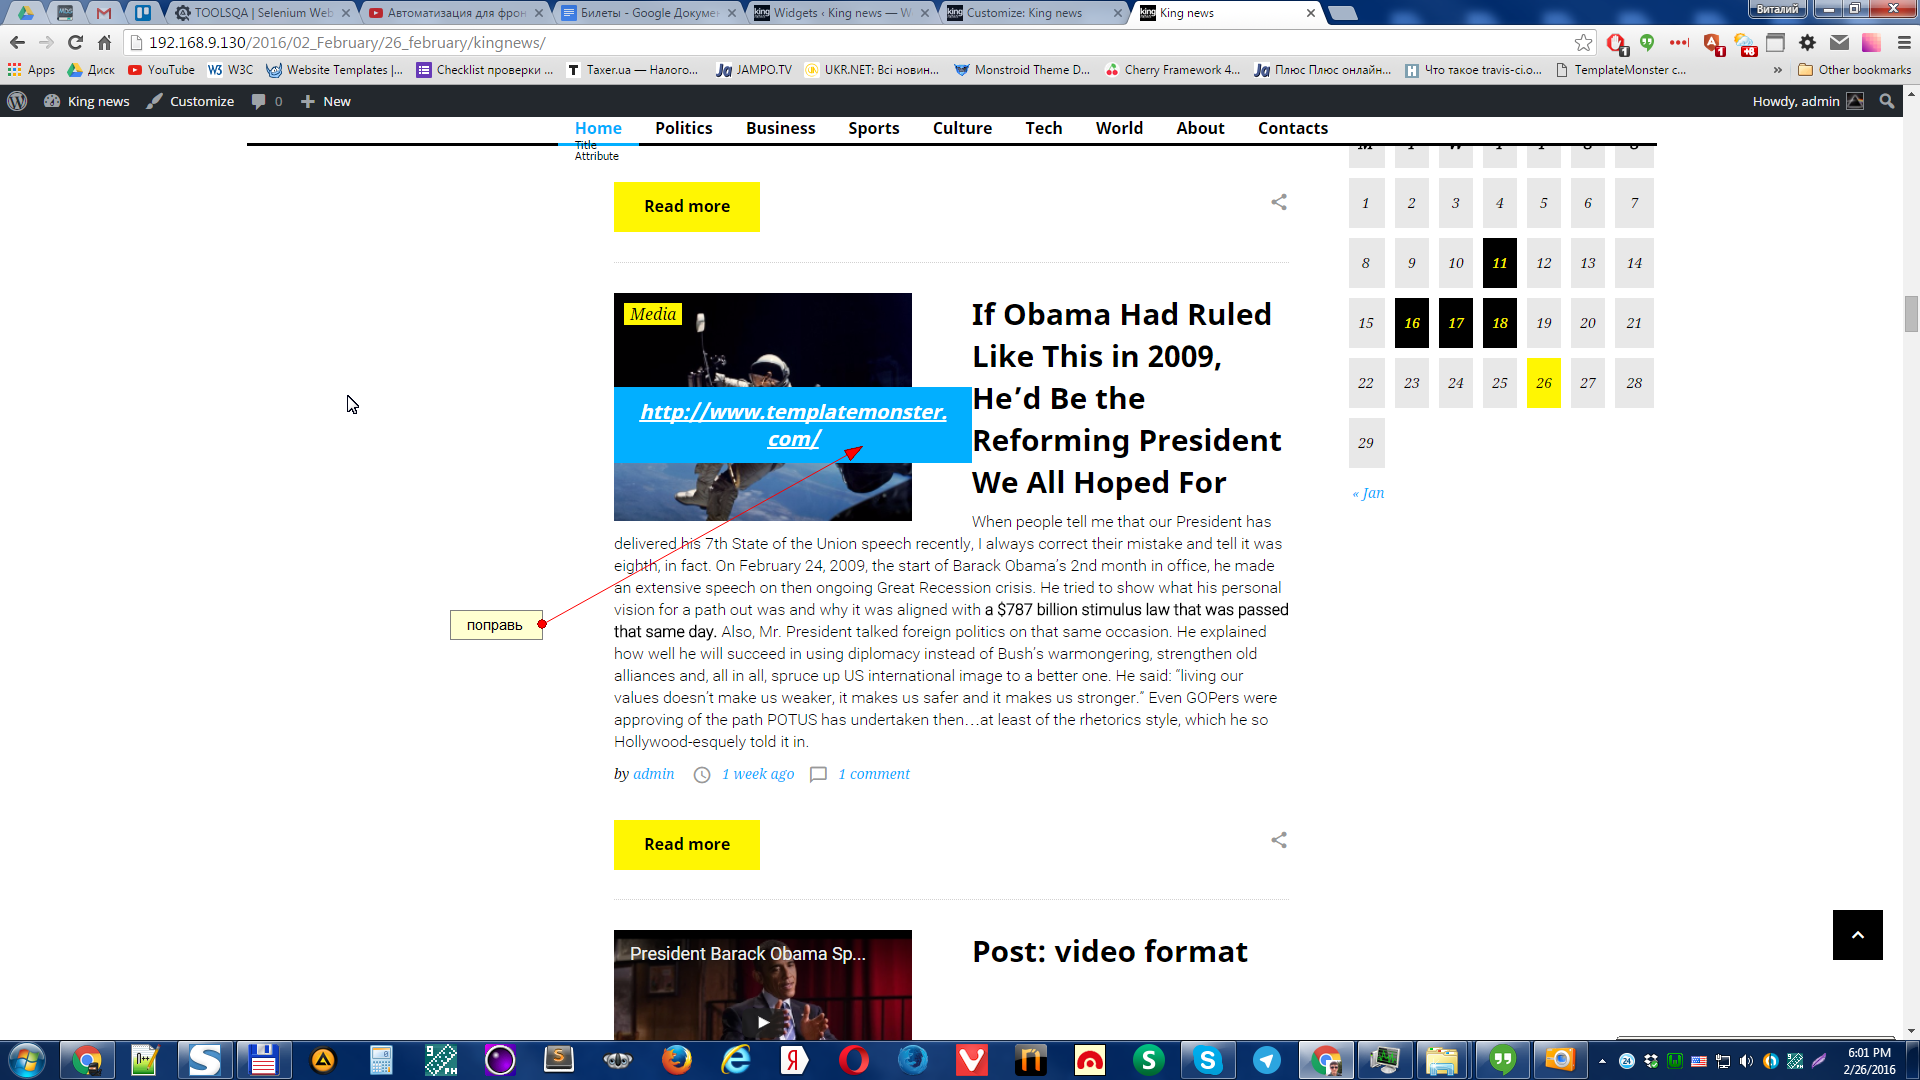 TOOLSQA | Selenium Web
Автоматизация для фрон
Билеты - Google Докумен
Widgets ‹ King news — W
Customize: King news
King news
Виталий
192.168.9.130/2016/02_February/26_february/kingnews/
Apps
Диск
YouTube
W3C
Website Templates |...
Checklist проверки ...
Taxer.ua — Налого...
JAMPO.TV
UKR.NET: Всі новин...
Monstroid Theme D...
Cherry Framework 4...
Плюс Плюс онлайн...
Что такое travis-ci.o...
TemplateMonster c...
»
Other bookmarks
King news
Customize
0
New
Howdy, admin
Home
Politics
Business
Sports
Culture
Tech
World
About
Contacts
Title
Attribute
M T W T F S S
1 2 3 4 5 6 7
8 9 10 11 12 13 14
15 16 17 18 19 20 21
22 23 24 25 26 27 28
29
« Jan
Read more
Media
http://www.templatemonster.
com/
If Obama Had Ruled
Like This in 2009,
He’d Be the
Reforming President
We All Hoped For
When people tell me that our President has
delivered his 7th State of the Union speech recently, I always correct their mistake and tell it was
eighth, in fact. On February 24, 2009, the start of Barack Obama’s 2nd month in office, he made
an extensive speech on then ongoing Great Recession crisis. He tried to show what his personal
vision for a path out was and why it was aligned with a $787 billion stimulus law that was passed
that same day. Also, Mr. President talked foreign politics on that same occasion. He explained
how well he will succeed in using diplomacy instead of Bush’s warmongering, strengthen old
alliances and, all in all, spruce up US international image to a better one. He said: “living our
values doesn’t make us weaker, it makes us safer and it makes us stronger.” Even GOPers were
approving of the path POTUS has undertaken then…at least of the rhetorics style, which he so
Hollywood-esquely told it in.
поправь
by admin
1 week ago
1 comment
Read more
President Barack Obama Sp...
Post: video format
6:01 PM
2/26/2016